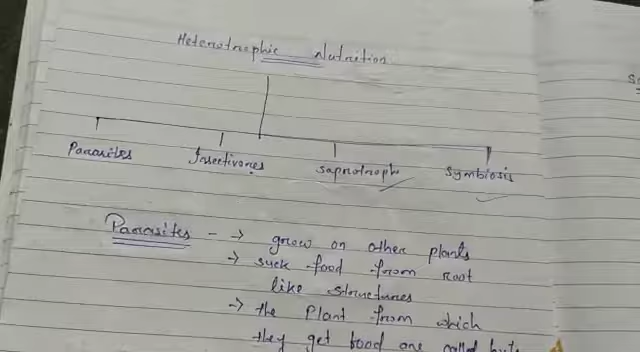 Heterotrophic Nutrition
Parasites Insectivores saprotroph symbiosis
Parasites - → grow on other plants
→ suck food from root
like structures
→ the Plant from which
they get food are called